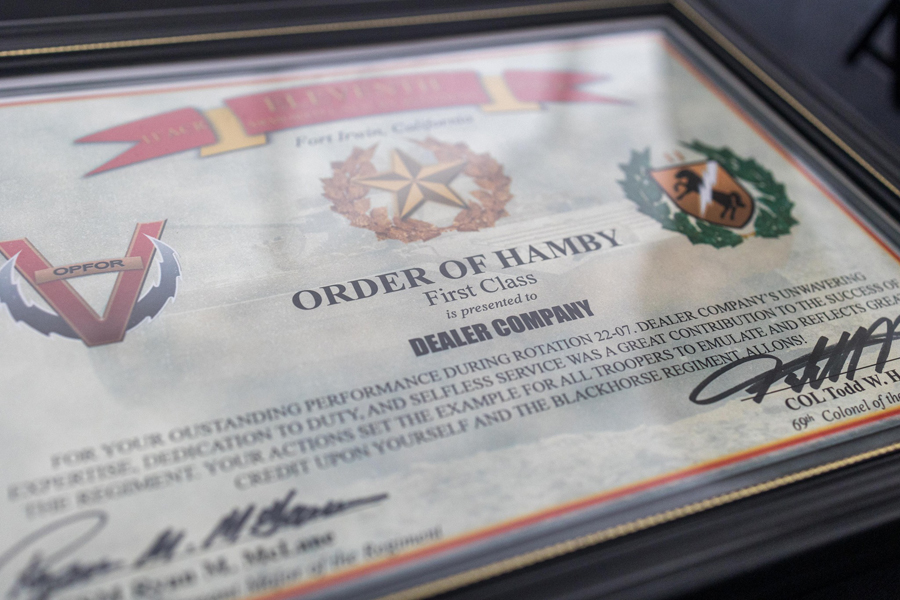 11 ACR ELEVENTH
Fort Irwin, California
OPFOR
ORDER OF HAMBY
First Class
is presented to
DEALER COMPANY
FOR YOUR OUSTANDING PERFORMANCE DURING ROTATION 22-07. DEALER COMPANY'S UNWAVERING
EXPERTISE, DEDICATION TO DUTY, AND SELFLESS SERVICE WAS A GREAT CONTRIBUTION TO THE SUCCESS OF
THE REGIMENT. YOUR ACTIONS SET THE EXAMPLE FOR ALL TROOPERS TO EMULATE AND REFLECTS GREAT
CREDIT UPON YOURSELF AND THE BLACKHORSE REGIMENT. ALLONS!
COL Todd W. H
69th Colonel of the
Ryan M. McLane
Major of the Regiment